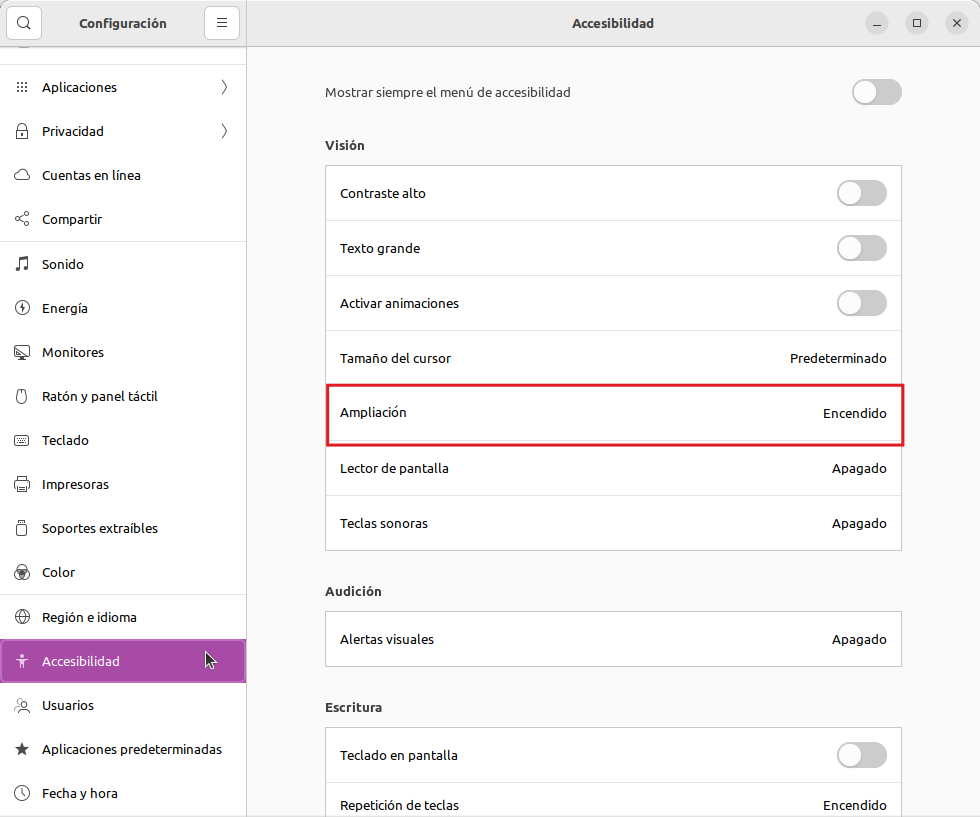 Configuración
Accesibilidad
Aplicaciones
Privacidad
Cuentas en línea
Compartir
Sonido
Energía
Monitores
Ratón y panel táctil
Teclado
Impresoras
Soportes extraíbles
Color
Región e idioma
Accesibilidad
Usuarios
Aplicaciones predeterminadas
Fecha y hora
Mostrar siempre el menú de accesibilidad
Visión
Contraste alto
Texto grande
Activar animaciones
Tamaño del cursor Predeterminado
Ampliación Encendido
Lector de pantalla Apagado
Teclas sonoras Apagado
Audición
Alertas visuales Apagado
Escritura
Teclado en pantalla
Repetición de teclas Encendido